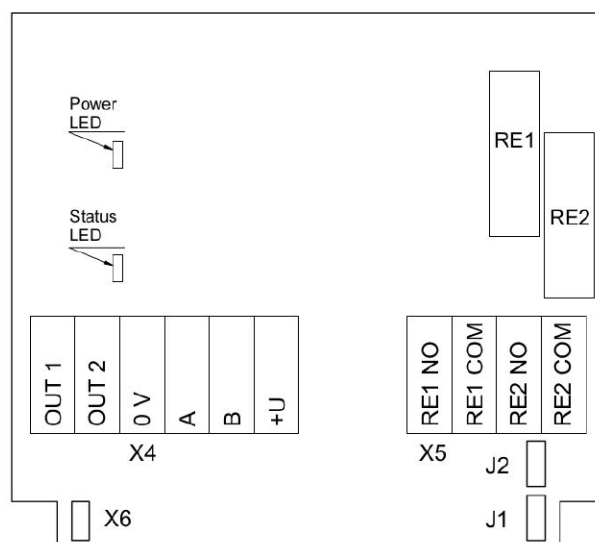 Power
LED
RE1
RE2
Status
LED
OUT 1
OUT 2
0 V
A
B
+U
RE1 NO
RE1 COM
RE2 NO
RE2 COM
X4
X5
J2
X6
J1